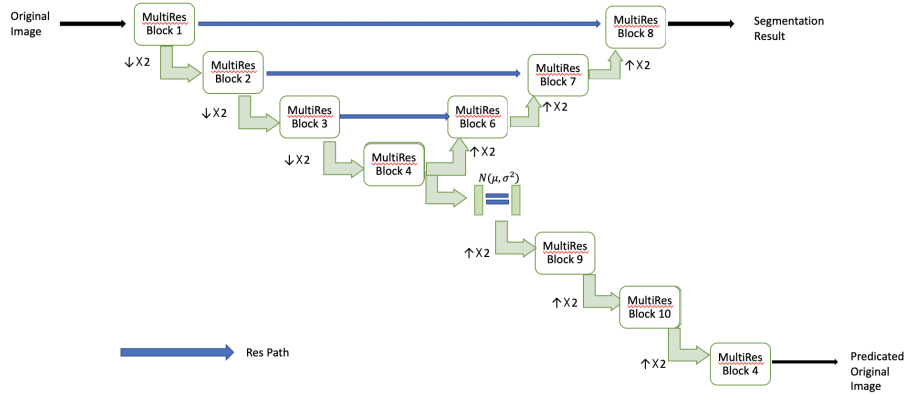 Original
Image
MultiRes
Block 1
MultiRes
Block 8
Segmentation
Result
↓X2
MultiRes
Block 2
MultiRes
Block 7
↑X2
↓X2
MultiRes
Block 3
MultiRes
Block 6
↑X2
↓X2
MultiRes
Block 4
↑X2
N(μ, σ²)
↑X2
MultiRes
Block 9
↑X2
MultiRes
Block 10
Res Path
↑X2
MultiRes
Block 4
Predicated
Original
Image